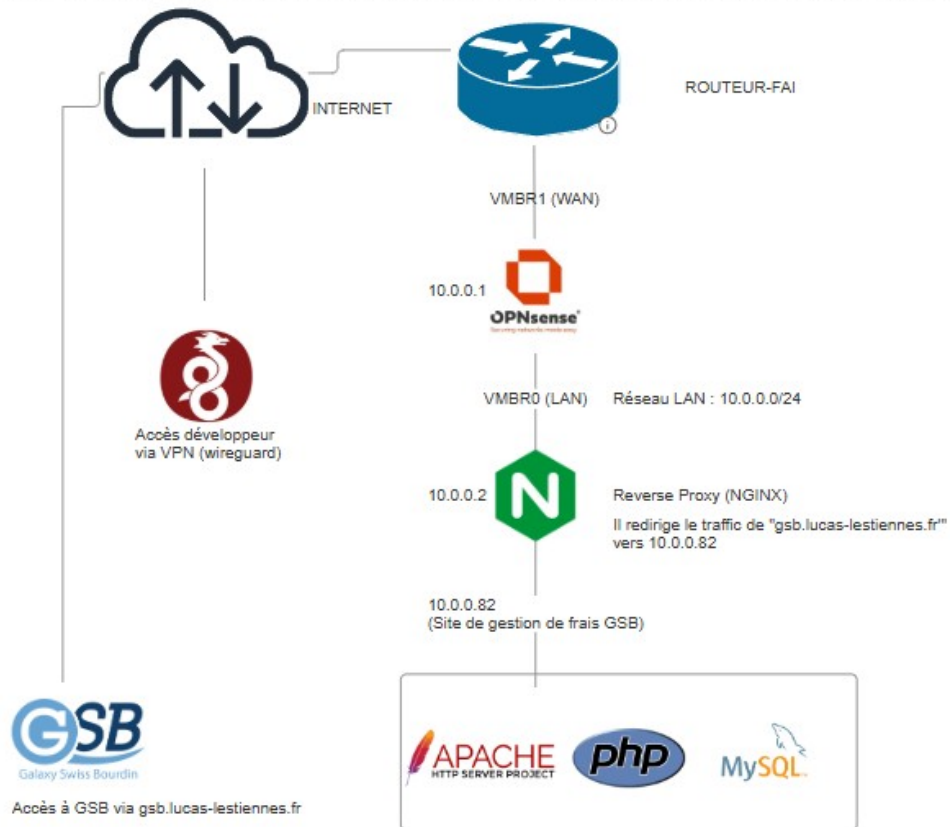 INTERNET
ROUTEUR-FAI
VMBR1 (WAN)
10.0.0.1
OPNsense
VMBR0 (LAN)
Réseau LAN : 10.0.0.0/24
Accès développeur
via VPN (wireguard)
10.0.0.2
N
Reverse Proxy (NGINX)
Il redirige le traffic de "gsb.lucas-lestiennes.fr'"
vers 10.0.0.82
10.0.0.82
(Site de gestion de frais GSB)
GSB
Galaxy Swiss Bourdin
Accès à GSB via gsb.lucas-lestiennes.fr
APACHE
HTTP SERVER PROJECT
php
MySQL